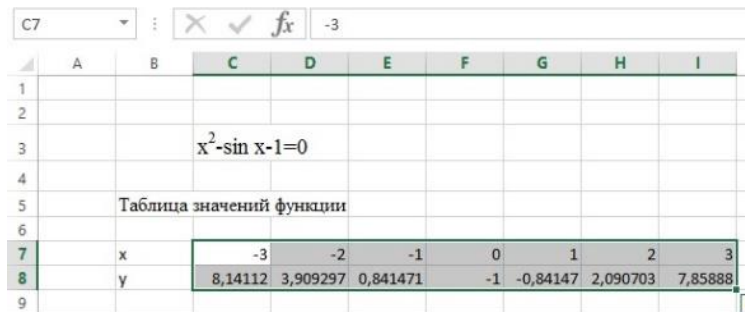 C7 fx -3
A B C D E F G H I
1
2
3 x²-sin x-1=0
4
5 Таблица значений функции
6
7 x -3 -2 -1 0 1 2 3
8 y 8,14112 3,909297 0,841471 -1 -0,84147 2,090703 7,85888
9